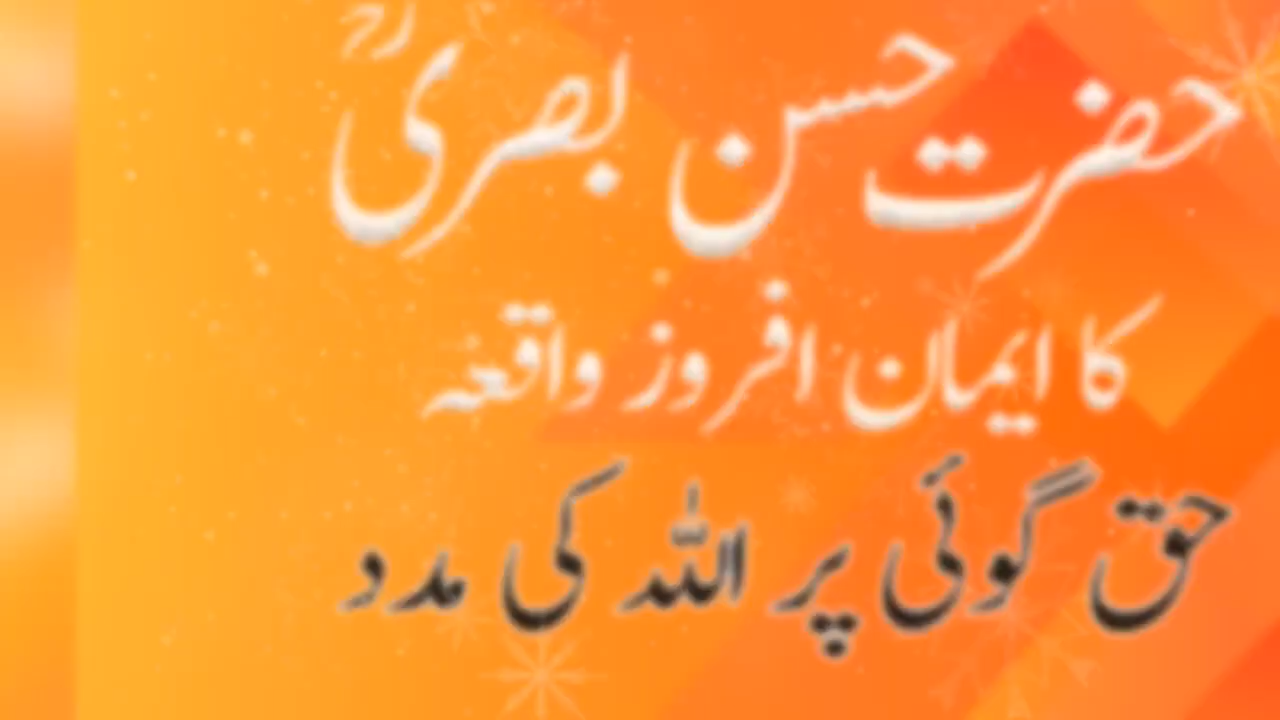 حضرت حسن بصریؒ
کا ایمان افروز واقعہ
حق گوئی پر اللہ کی مدد